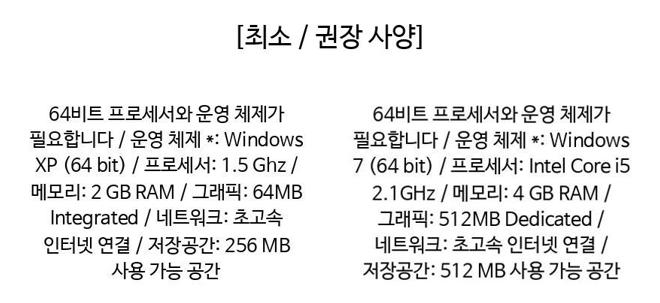 [최소 / 권장 사양]
64비트 프로세서와 운영 체제가
필요합니다 / 운영 체제 *: Windows
XP (64 bit) / 프로세서: 1.5 Ghz /
메모리: 2 GB RAM / 그래픽: 64MB
Integrated / 네트워크: 초고속
인터넷 연결 / 저장공간: 256 MB
사용 가능 공간
64비트 프로세서와 운영 체제가
필요합니다 / 운영 체제 *: Windows
7 (64 bit) / 프로세서: Intel Core i5
2.1GHz / 메모리: 4 GB RAM /
그래픽: 512MB Dedicated /
네트워크: 초고속 인터넷 연결 /
저장공간: 512 MB 사용 가능 공간